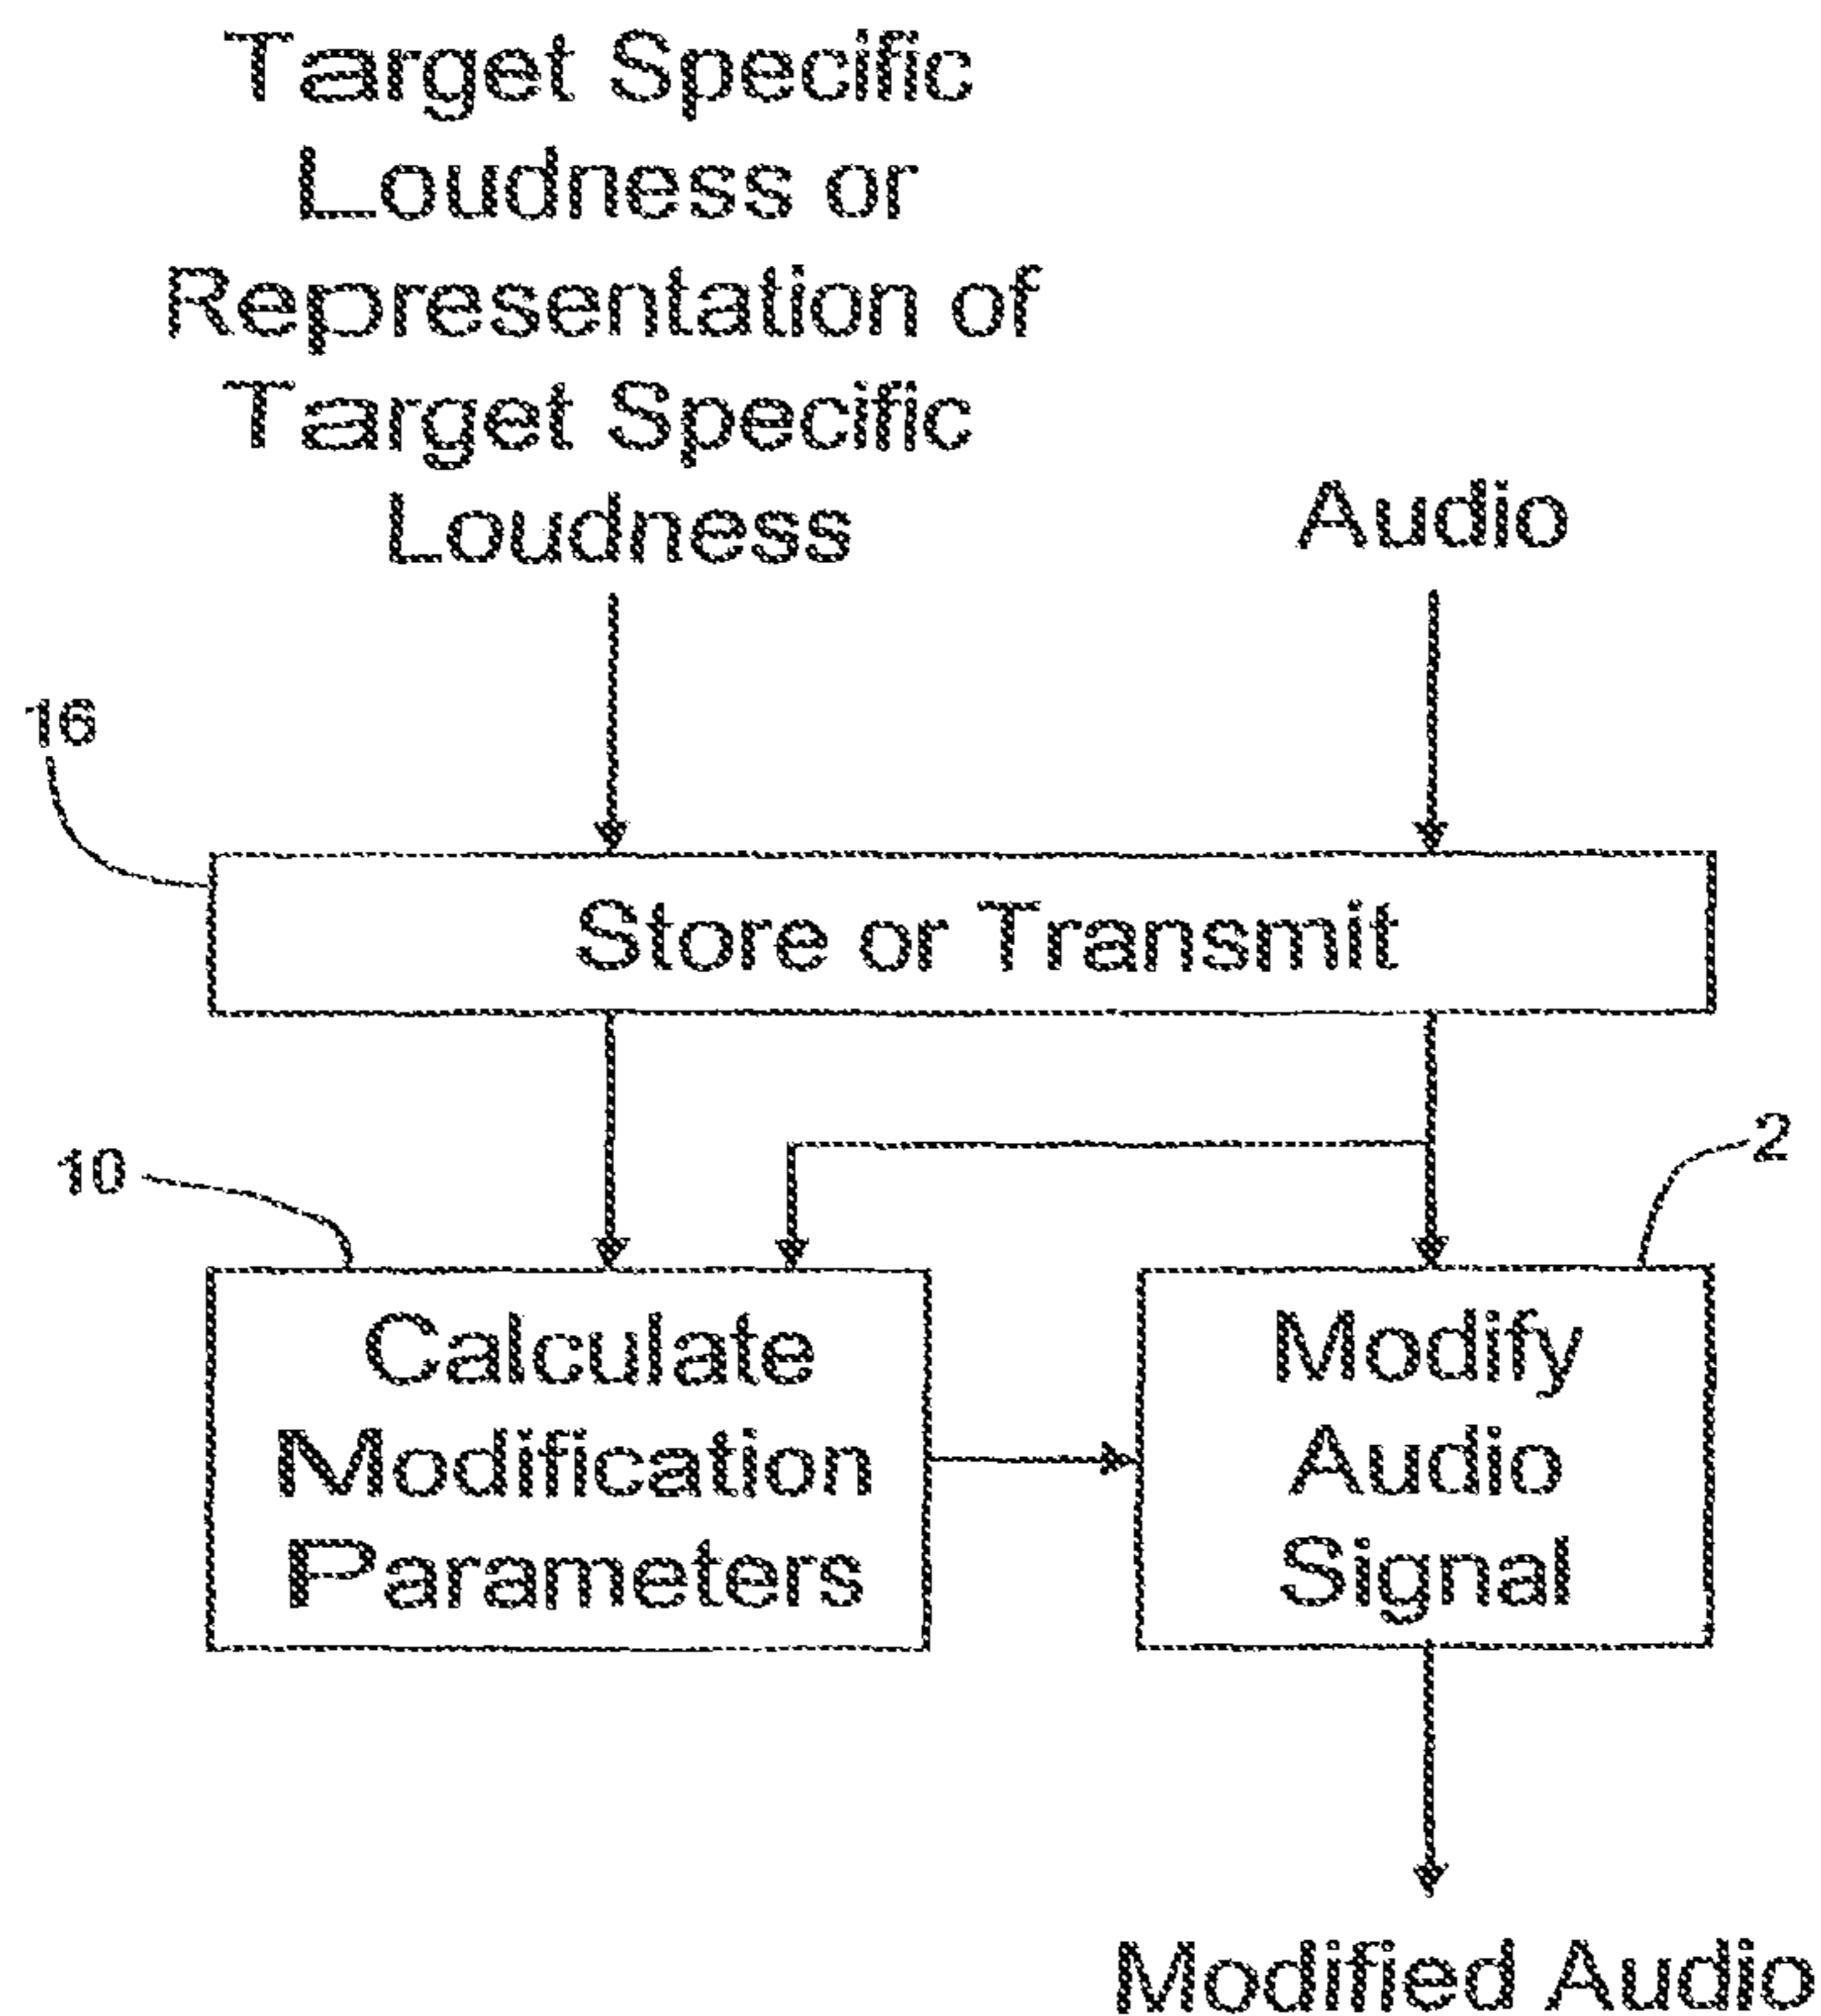 Target Specific
Loudness or
Representation of
Target Specific
Loudness
Audio
16
Store or Transmit
10
2
Calculate
Modification
Parameters
Modify
Audio
Signal
Modified Audio